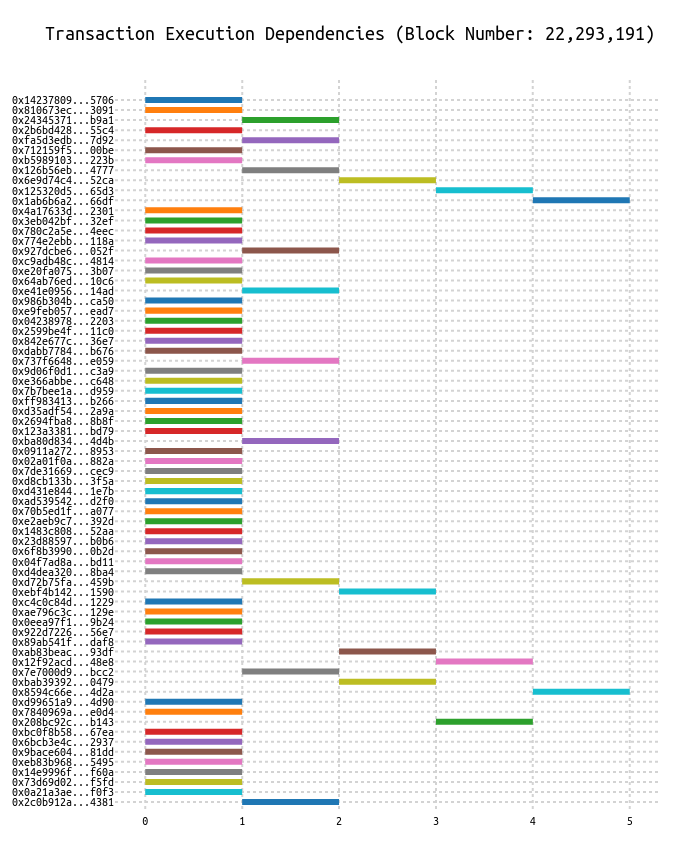 Transaction Execution Dependencies (Block Number: 22,293,191)
0x14237809...5706
0x810673ec...3091
0x24345371...b9a1
0x2b6bd428...55c4
0xfa5d3edb...7d92
0x712159f5...00be
0xb5989103...223b
0x126b56eb...4777
0x6e9d74c4...52ca
0x125320d5...65d3
0x1ab6b6a2...66df
0x4a17633d...2301
0x3eb042bf...32ef
0x780c2a5e...4eec
0x774e2ebb...118a
0x927dcbe6...052f
0xc9adb48c...4814
0xe20fa075...3b07
0x64ab76ed...10c6
0xe41e0956...14ad
0x986b304b...ca50
0xe9feb057...ead7
0x04238978...2203
0x2599be4f...11c0
0x842e677c...36e7
0xdabb7784...b676
0x737f6648...e059
0x9d06f0d1...c3a9
0xe366abbe...c648
0x7b7bee1a...d959
0xff983413...b266
0xd35adf54...2a9a
0x2694fba8...8b8f
0x123a3381...bd79
0xba80d834...4d4b
0x0911a272...8953
0x02a01f0a...882a
0x7de31669...cec9
0xd8cb133b...3f5a
0xd431e844...1e7b
0xad539542...d2f0
0x70b5ed1f...a077
0xe2aeb9c7...392d
0x1483c808...52aa
0x23d88597...b0b6
0x6f8b3990...0b2d
0x04f7ad8a...bd11
0xd4dea320...8ba4
0xd72b75fa...459b
0xebf4b142...1590
0xc4c0c84d...1229
0xae796c3c...129e
0x0eea97f1...9b24
0x922d7226...56e7
0x89ab541f...daf8
0xab83beac...93df
0x12f92acd...48e8
0x7e7000d9...bcc2
0xbab39392...0479
0x8594c66e...4d2a
0xd99651a9...4d90
0x7840969a...e0d4
0x208bc92c...b143
0xbc0f8b58...67ea
0x6bcb3e4c...2937
0x9bace604...81dd
0xeb83b968...5495
0x14e9996f...f60a
0x73d69d02...f5fd
0x0a21a3ae...f0f3
0x2c0b912a...4381
0 1 2 3 4 5